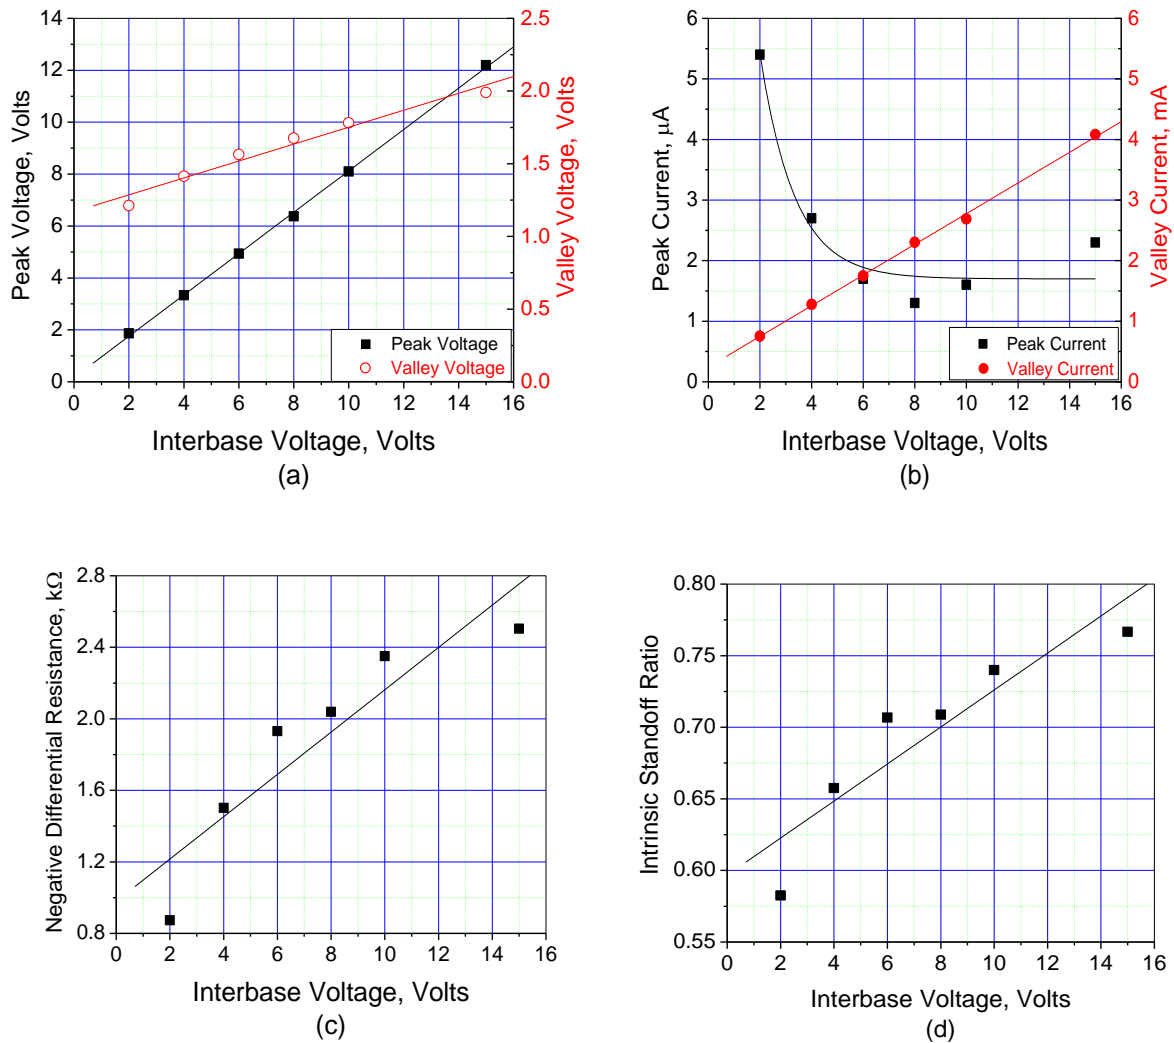 14
12
10
8
6
4
2
0
Peak Voltage, Volts
2.5
2.0
1.5
1.0
0.5
0.0
Valley Voltage, Volts
Peak Voltage
Valley Voltage
0 2 4 6 8 10 12 14 16
Interbase Voltage, Volts
(a)
6
5
4
3
2
1
0
Peak Current, μA
6
5
4
3
2
1
0
Valley Current, mA
Peak Current
Valley Current
0 2 4 6 8 10 12 14 16
Interbase Voltage, Volts
(b)
2.8
2.4
2.0
1.6
1.2
0.8
Negative Differential Resistance, kΩ
0 2 4 6 8 10 12 14 16
Interbase Voltage, Volts
(c)
0.80
0.75
0.70
0.65
0.60
0.55
Intrinsic Standoff Ratio
0 2 4 6 8 10 12 14 16
Interbase Voltage, Volts
(d)